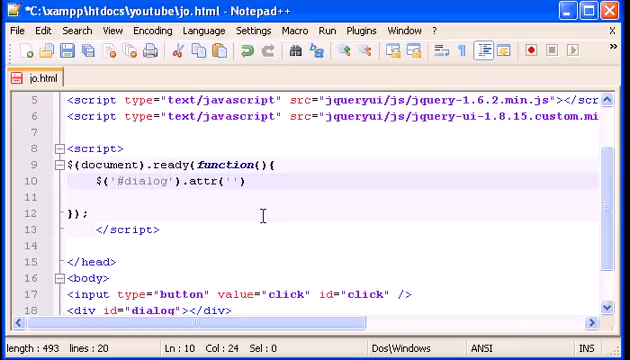 *C:\xampp\htdocs\youtube\jo.html - Notepad++
File Edit Search View Encoding Language Settings Macro Run Plugins Window ?
jo.html
5 <script type="text/javascript" src="jqueryui/js/jquery-1.6.2.min.js"></scr
6 <script type="text/javascript" src="jqueryui/js/jquery-ui-1.8.15.custom.mi
7
8 <script>
9 $(document).ready(function(){
10 $('#dialog').attr('')
11
12 });
13 </script>
14
15 </head>
16 <body>
17 <input type="button" value="click" id="click" />
18 <div id="dialog"></div>
length : 493 lines : 20 Ln : 10 Col : 24 Sel : 0 Dos\Windows ANSI INS